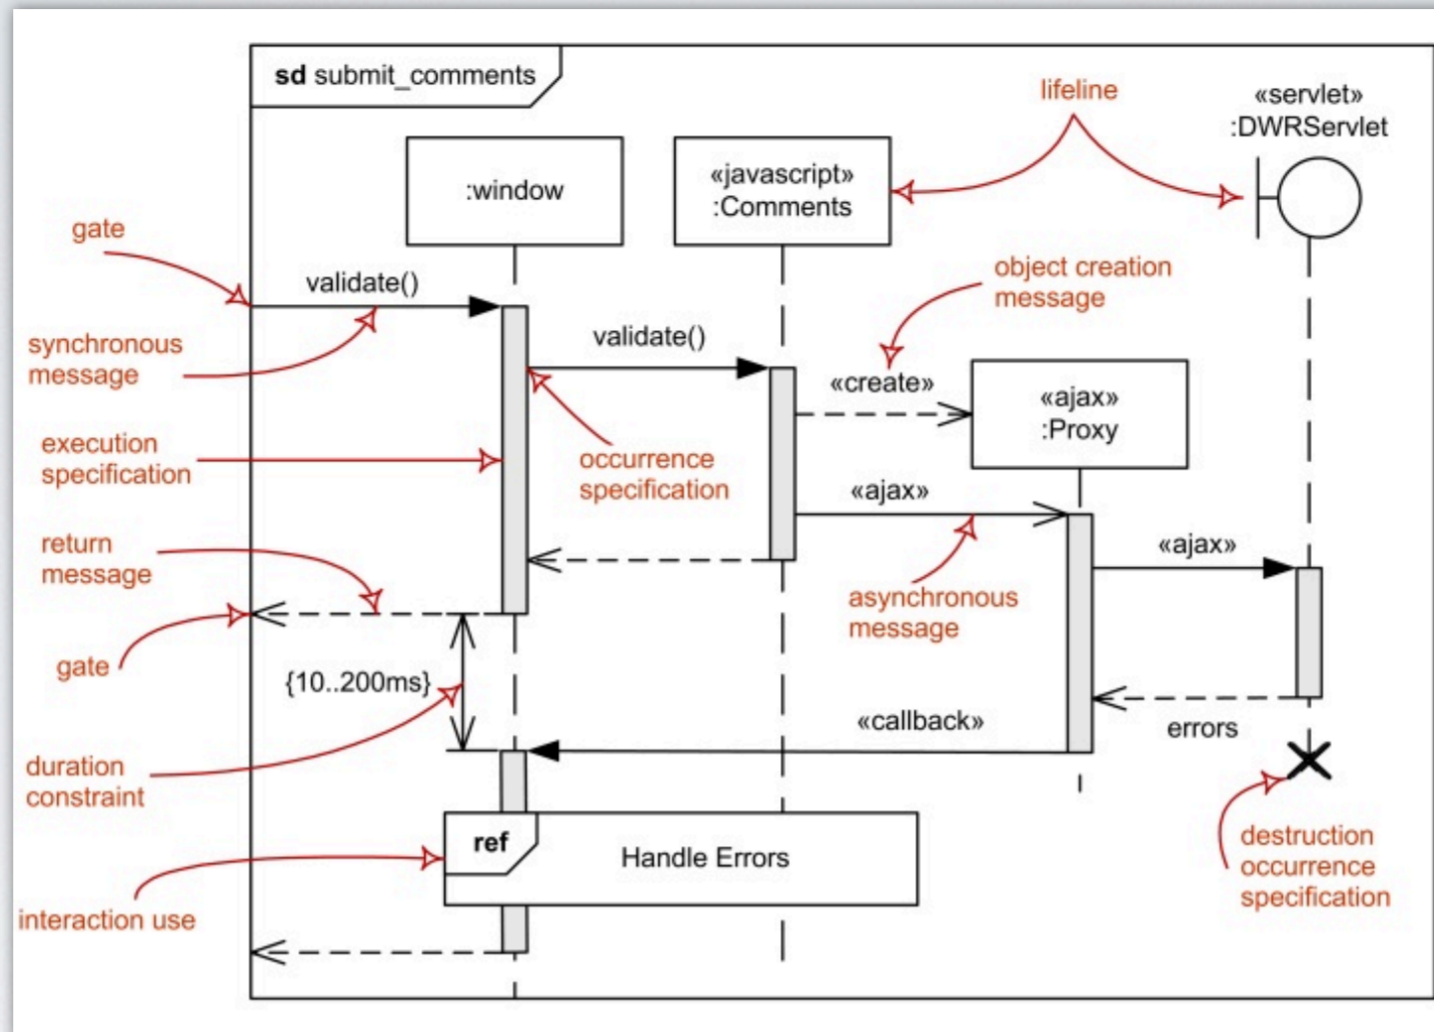 sd submit_comments
lifeline
«servlet»
:DWRServlet
:window
«javascript»
:Comments
gate
validate()
object creation
message
synchronous
message
validate()
«create»
«ajax»
:Proxy
execution
specification
occurrence
specification
«ajax»
return
message
«ajax»
asynchronous
message
gate
{10..200ms}
«callback»
errors
duration
constraint
ref
Handle Errors
destruction
occurrence
specification
interaction use